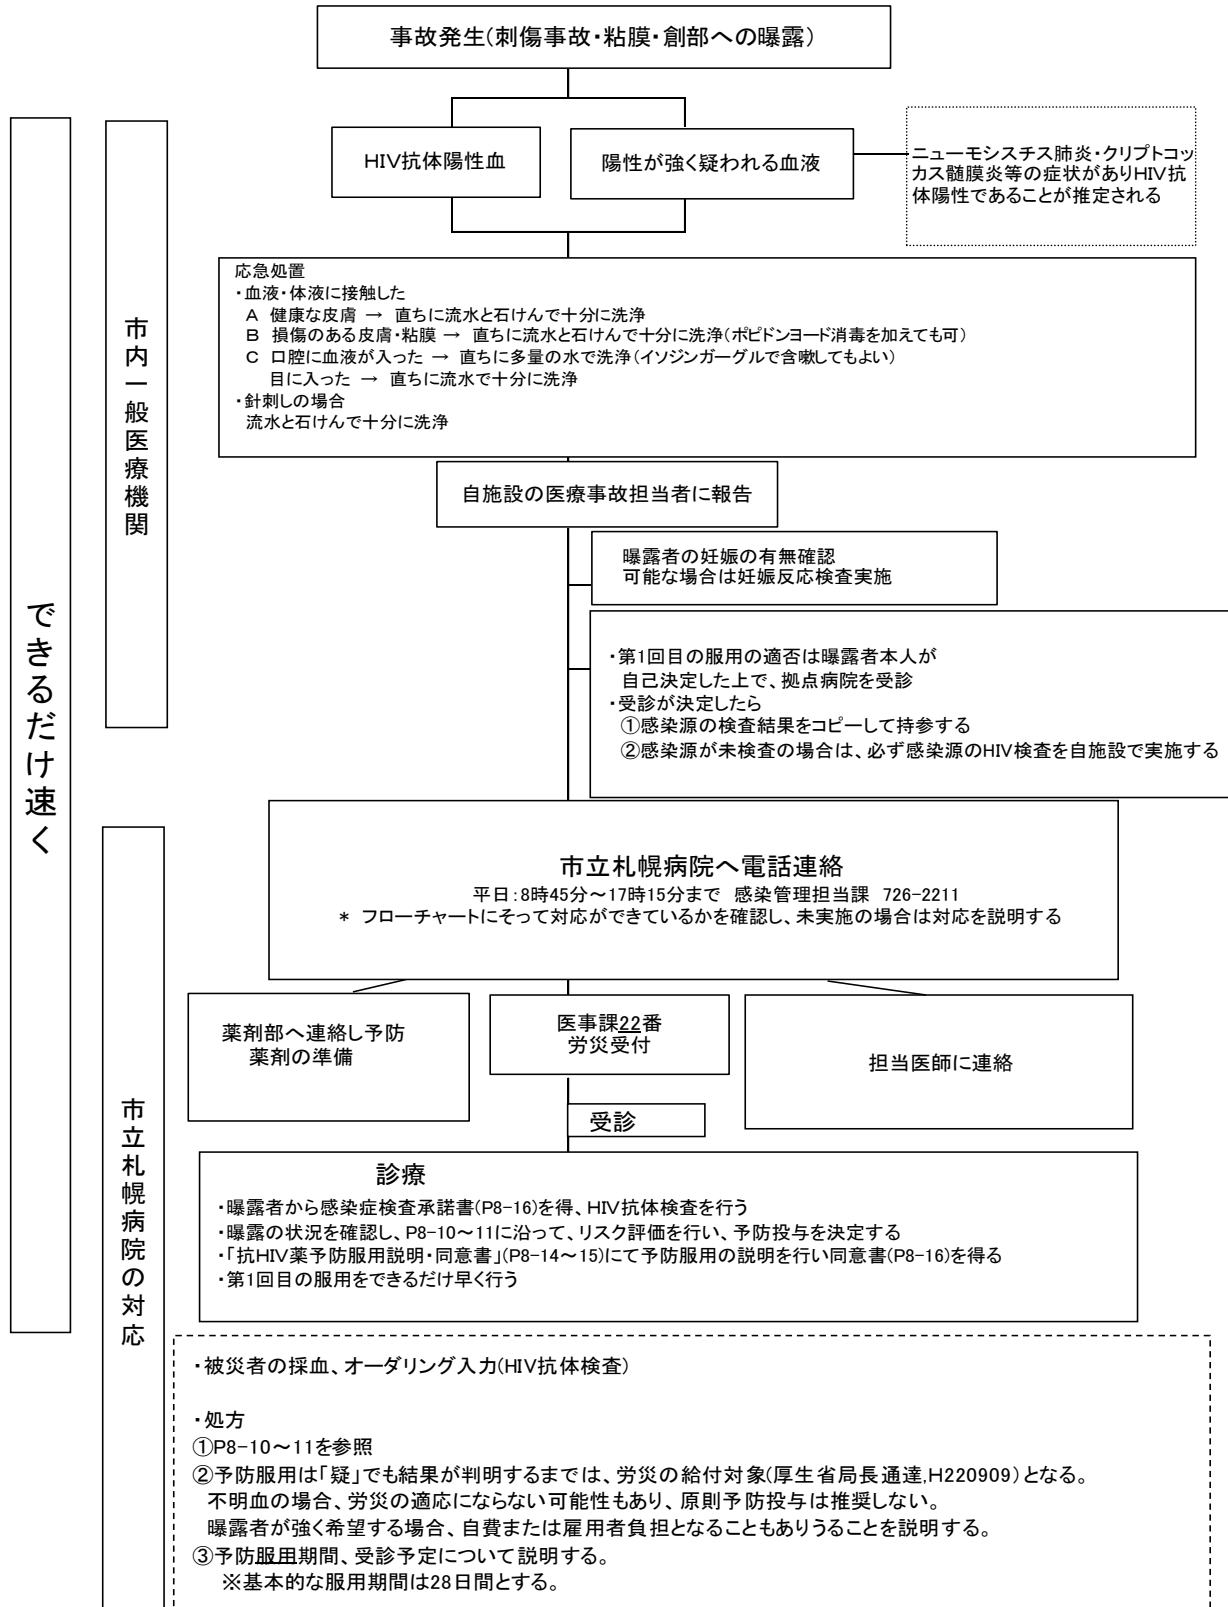 事故発生(刺傷事故・粘膜・創部への曝露)
できるだけ速く
市内一般医療機関
HIV抗体陽性血
陽性が強く疑われる血液
ニューモシスチス肺炎・クリプトコッ
カス髄膜炎等の症状がありHIV抗
体陽性であることが推定される
応急処置
・血液・体液に接触した
A 健康な皮膚 → 直ちに流水と石けんで十分に洗浄
B 損傷のある皮膚・粘膜 → 直ちに流水と石けんで十分に洗浄(ポピドンヨード消毒を加えても可)
C 口腔に血液が入った → 直ちに多量の水で洗浄(イソジンガーグルで含嗽してもよい)
目に入った → 直ちに流水で十分に洗浄
・針刺しの場合
流水と石けんで十分に洗浄
自施設の医療事故担当者に報告
曝露者の妊娠の有無確認
可能な場合は妊娠反応検査実施
・第1回目の服用の適否は曝露者本人が
自己決定した上で、拠点病院を受診
・受診が決定したら
①感染源の検査結果をコピーして持参する
②感染源が未検査の場合は、必ず感染源のHIV検査を自施設で実施する
市立札幌病院の対応
市立札幌病院へ電話連絡
平日:8時45分～17時15分まで 感染管理担当課 726-2211
* フローチャートにそって対応ができているかを確認し、未実施の場合は対応を説明する
薬剤部へ連絡し予防
薬剤の準備
医事課22番
労災受付
担当医師に連絡
受診
診療
・曝露者から感染症検査承諾書(P8-16)を得、HIV抗体検査を行う
・曝露の状況を確認し、P8-10～11に沿って、リスク評価を行い、予防投与を決定する
・「抗HIV薬予防服用説明・同意書」(P8-14～15)にて予防服用の説明を行い同意書(P8-16)を得る
・第1回目の服用をできるだけ早く行う
・被災者の採血、オーダリング入力(HIV抗体検査)
・処方
①P8-10～11を参照
②予防服用は「疑」でも結果が判明するまでは、労災の給付対象(厚生省局長通達,H220909)となる。
不明血の場合、労災の適応にならない可能性もあり、原則予防投与は推奨しない。
曝露者が強く希望する場合、自費または雇用者負担となることもありうることを説明する。
③予防服用期間、受診予定について説明する。
※基本的な服用期間は28日間とする。